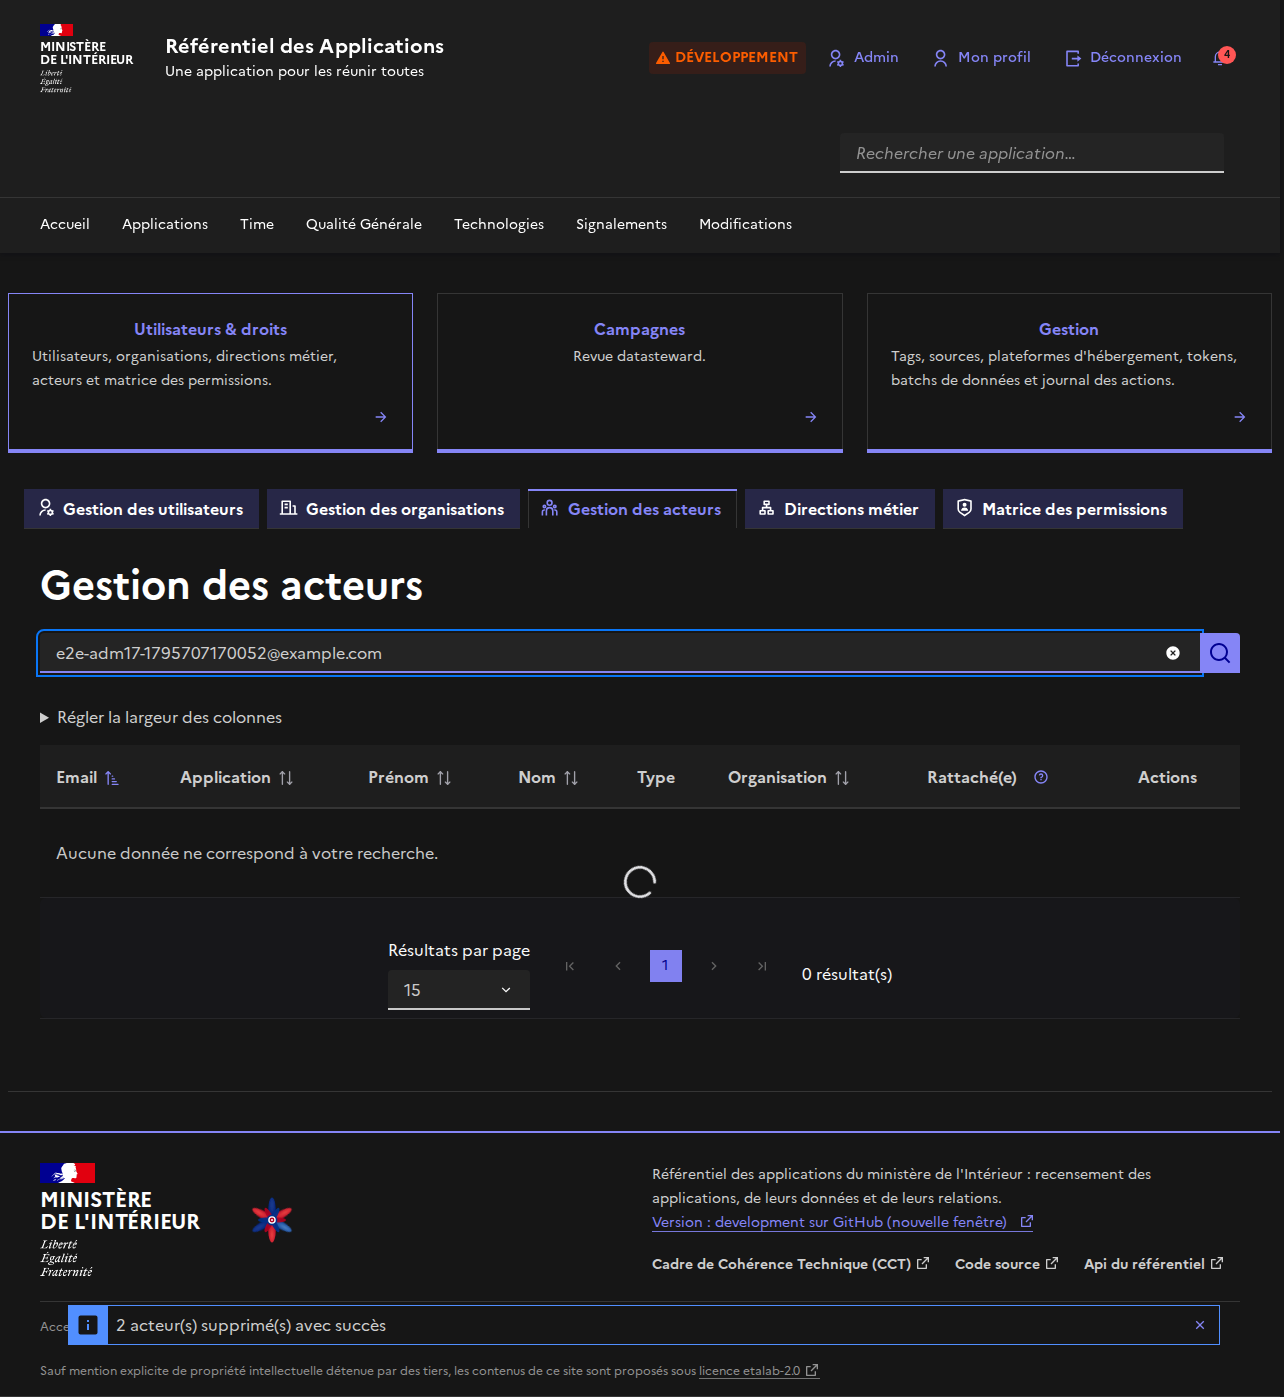 MINISTÈRE
DE L'INTÉRIEUR
Liberté
Égalité
Fraternité
Référentiel des Applications
Une application pour les réunir toutes
DÉVELOPPEMENT
Admin
Mon profil
Déconnexion
4
Rechercher une application…
Accueil
Applications
Time
Qualité Générale
Technologies
Signalements
Modifications
Utilisateurs & droits
Utilisateurs, organisations, directions métier,
acteurs et matrice des permissions.
Campagnes
Revue datasteward.
Gestion
Tags, sources, plateformes d'hébergement, tokens,
batchs de données et journal des actions.
Gestion des utilisateurs
Gestion des organisations
Gestion des acteurs
Directions métier
Matrice des permissions
Gestion des acteurs
e2e-adm17-1795707170052@example.com
Régler la largeur des colonnes
Email
Application
Prénom
Nom
Type
Organisation
Rattaché(e)
Actions
Aucune donnée ne correspond à votre recherche.
Résultats par page
15
1
0 résultat(s)
MINISTÈRE
DE L'INTÉRIEUR
Liberté
Égalité
Fraternité
Référentiel des applications du ministère de l'Intérieur : recensement des
applications, de leurs données et de leurs relations.
Version : development sur GitHub (nouvelle fenêtre)
Cadre de Cohérence Technique (CCT)
Code source
Api du référentiel
Acce
2 acteur(s) supprimé(s) avec succès
Sauf mention explicite de propriété intellectuelle détenue par des tiers, les contenus de ce site sont proposés sous licence etalab-2.0